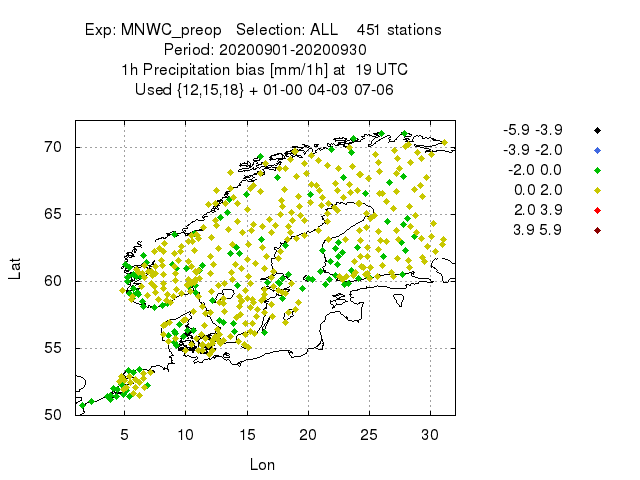 Exp: MNWC_preop   Selection: ALL    451 stations
Period: 20200901-20200930
1h Precipitation bias [mm/1h] at  19 UTC
Used {12,15,18} + 01-00 04-03 07-06
-5.9 -3.9
-3.9 -2.0
-2.0 0.0
0.0 2.0
2.0 3.9
3.9 5.9
70
65
60
55
50
Lat
5 10 15 20 25 30
Lon